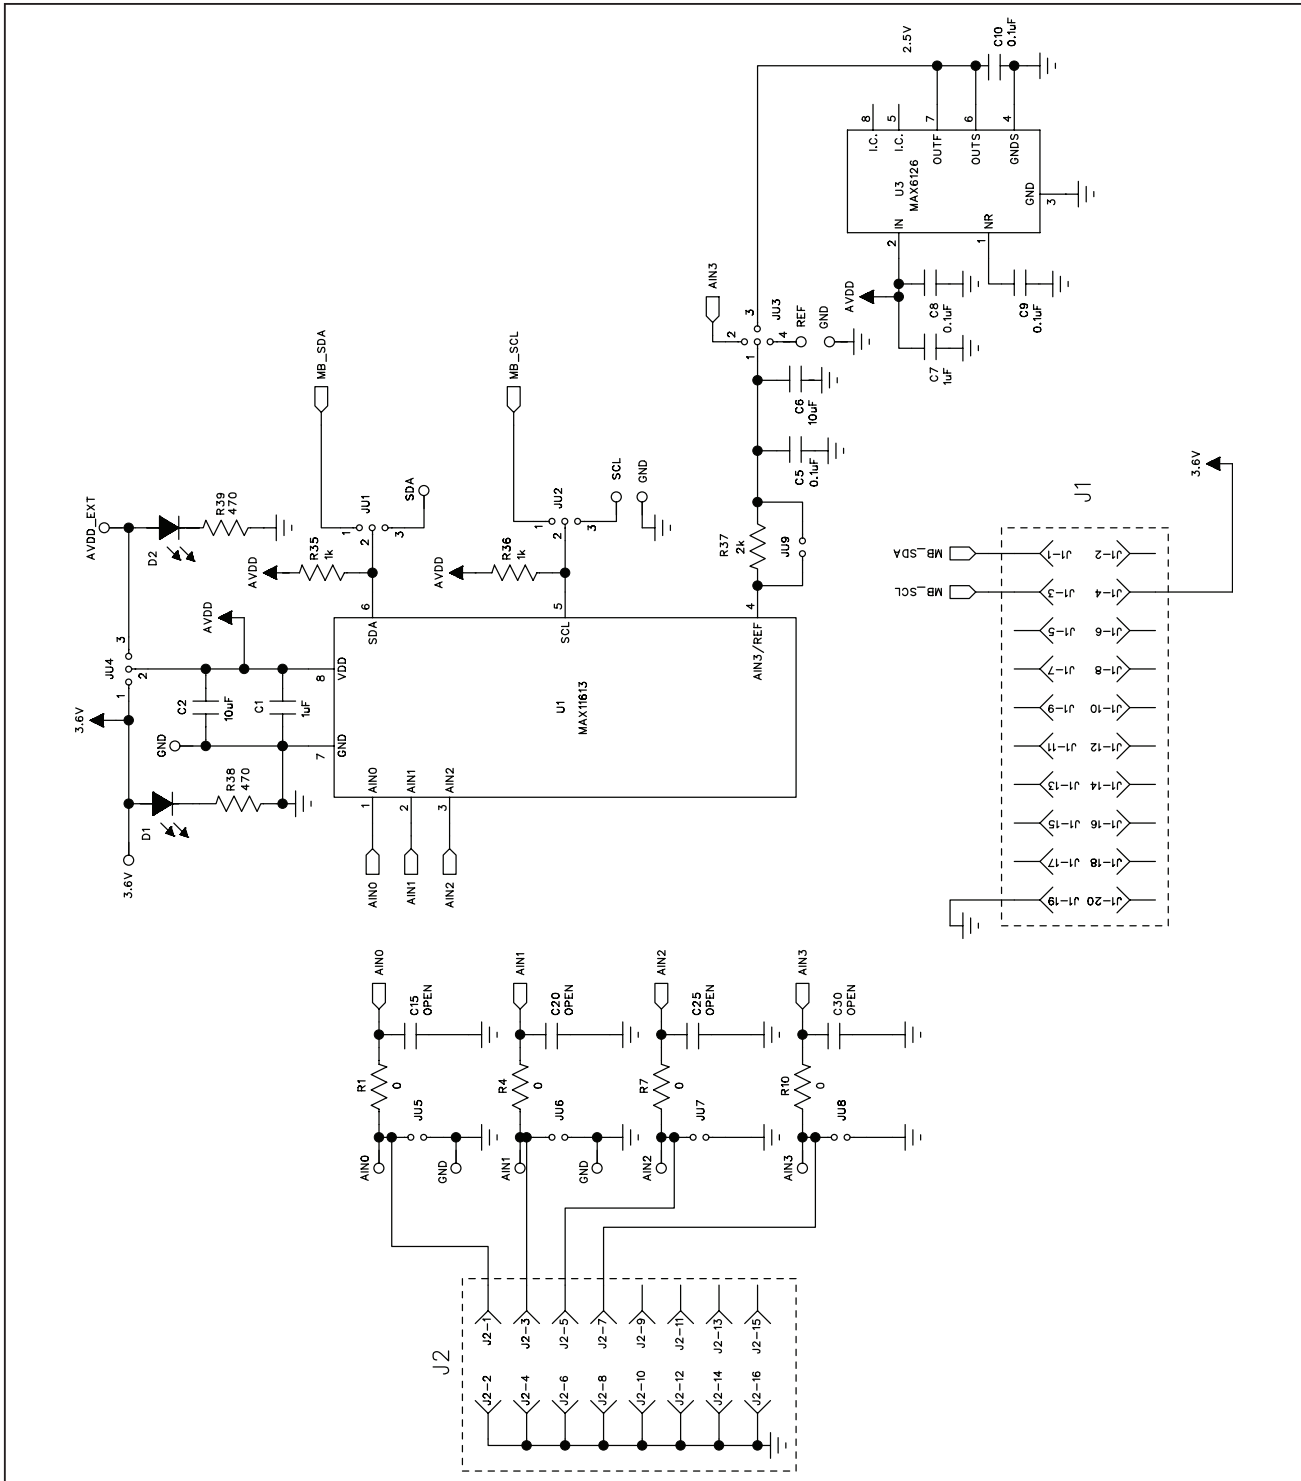 2.5V
C10
0.1uF
8
I.C.
5
I.C.
7
OUTF
6
OUTS
4
GNDS
U3
MAX6126
GND
3
IN
2
NR
1
AVDD
C8
0.1uF
C9
0.1uF
C7
1uF
AIN3
2
3
JU3
1
4
REF
GND
C6
10uF
C5
0.1uF
R37
2k
JU9
4
AIN3/REF
MB_SDA
1
JU1
2
3
SDA
R35
1k
AVDD
6
SDA
MB_SCL
1
JU2
2
3
SCL
GND
R36
1k
AVDD
5
SCL
AVDD_EXT
D2
R39
470
3
JU4
2
1
AVDD
3.6V
C2
10uF
C1
1uF
GND
8
VDD
7
GND
U1
MAX11613
R38
470
D1
3.6V
AIN0
1
AIN0
AIN1
2
AIN1
AIN2
3
AIN2
J1
3.6V
MB_SDA
MB_SCL
J1-1
J1-2
J1-3
J1-4
J1-5
J1-6
J1-7
J1-8
J1-9
J1-10
J1-11
J1-12
J1-13
J1-14
J1-15
J1-16
J1-17
J1-18
J1-19
J1-20
AIN0
C15
OPEN
R1
0
JU5
AIN0
GND
AIN1
C20
OPEN
R4
0
JU6
AIN1
GND
AIN2
C25
OPEN
R7
0
JU7
AIN2
AIN3
C30
OPEN
R10
0
JU8
AIN3
J2
J2-1
J2-2
J2-3
J2-4
J2-5
J2-6
J2-7
J2-8
J2-9
J2-10
J2-11
J2-12
J2-13
J2-14
J2-15
J2-16